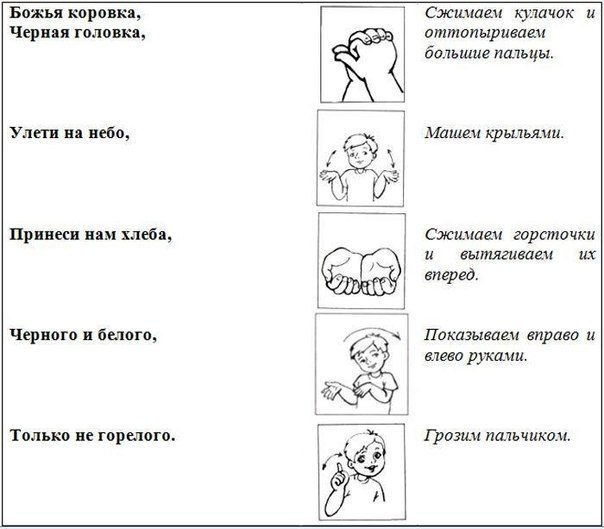 Божья коровка,
Черная головка,
Сжимаем кулачок и
оттопыриваем
большие пальцы.
Улети на небо,
Машем крыльями.
Принеси нам хлеба,
Сжимаем горсточки
и вытягиваем их
вперед.
Черного и белого,
Показываем вправо и
влево руками.
Только не горелого.
Грозим пальчиком.